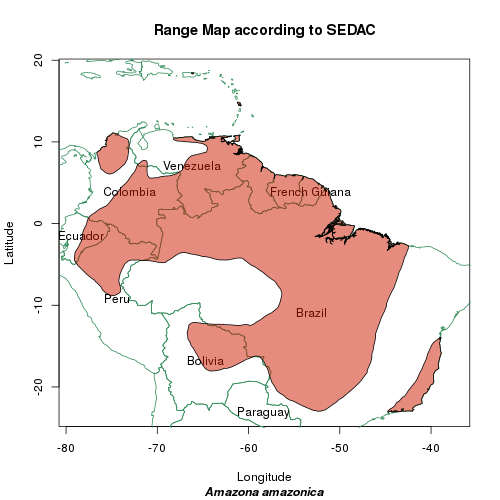 Range Map according to SEDAC
20
10
0
-10
-20
Latitude
Venezuela
Colombia
French Guiana
Ecuador
Peru
Brazil
Bolivia
Paraguay
-80
-70
-60
-50
-40
Longitude
Amazona amazonica